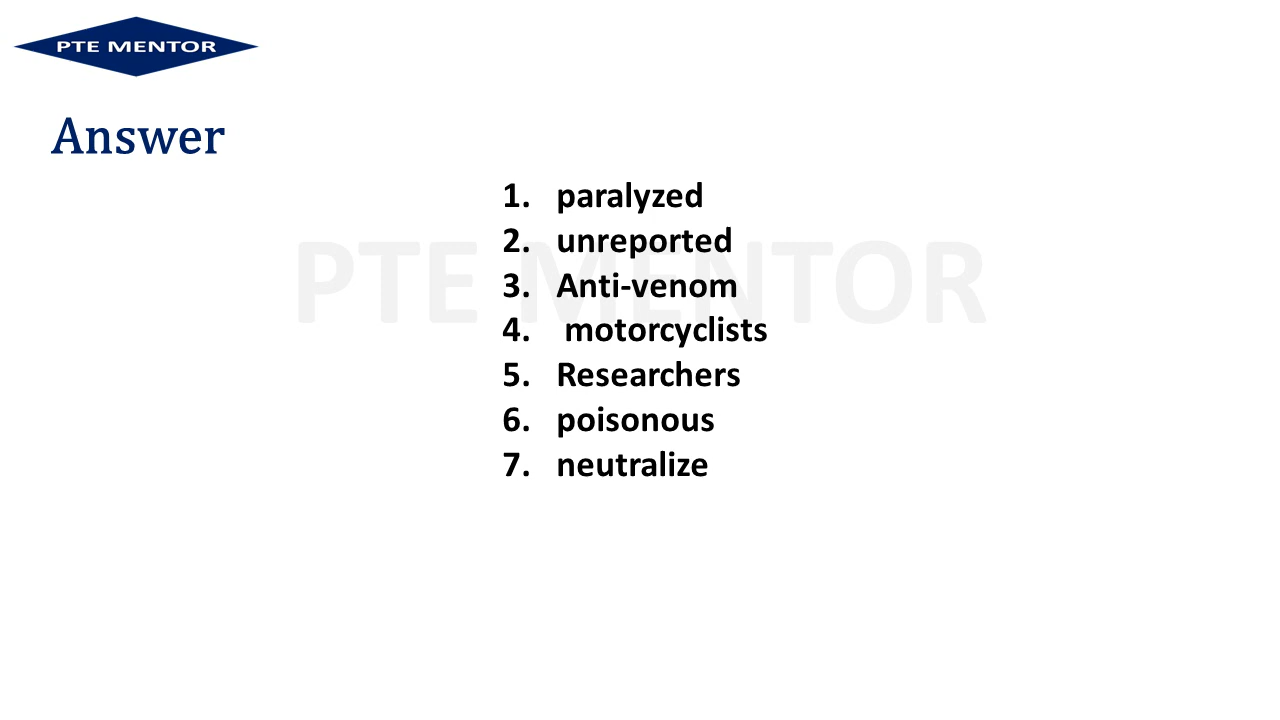 PTE MENTOR
Answer
PTE MENTOR
1. paralyzed
2. unreported
3. Anti-venom
4. motorcyclists
5. Researchers
6. poisonous
7. neutralize